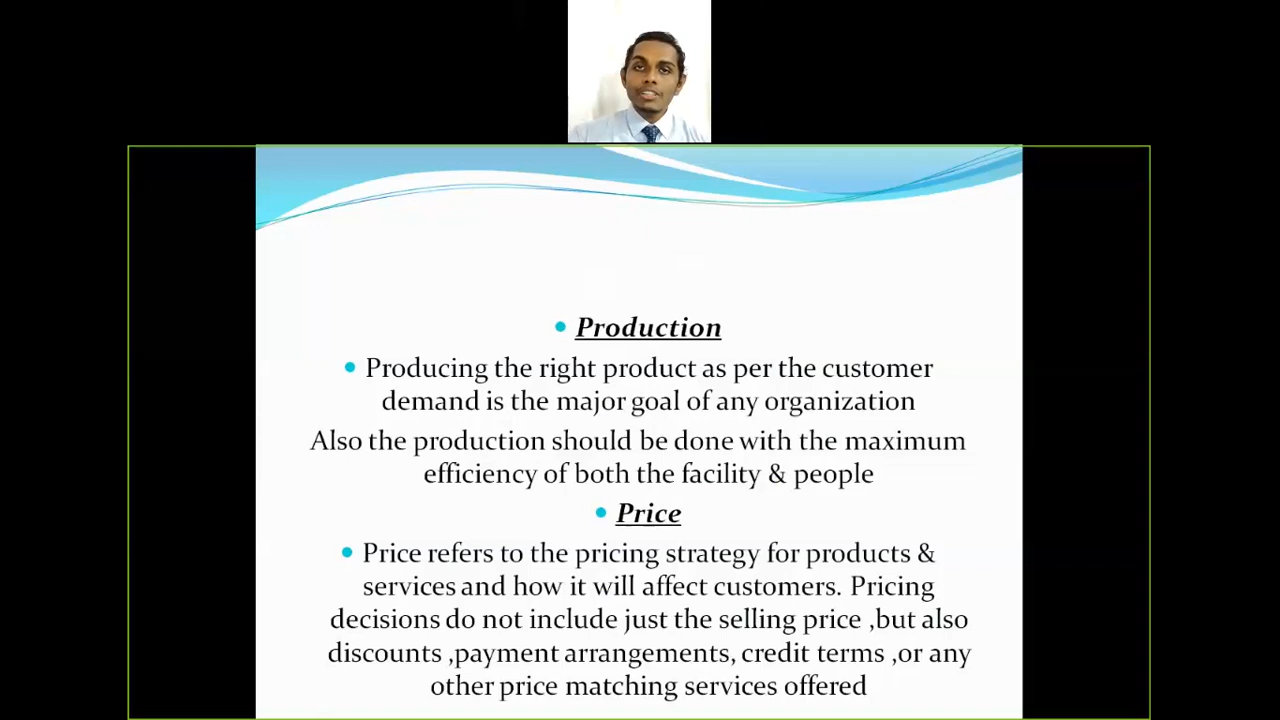 Production
Producing the right product as per the customer
demand is the major goal of any organization
Also the production should be done with the maximum
efficiency of both the facility & people
Price
Price refers to the pricing strategy for products &
services and how it will affect customers. Pricing
decisions do not include just the selling price ,but also
discounts ,payment arrangements, credit terms ,or any
other price matching services offered